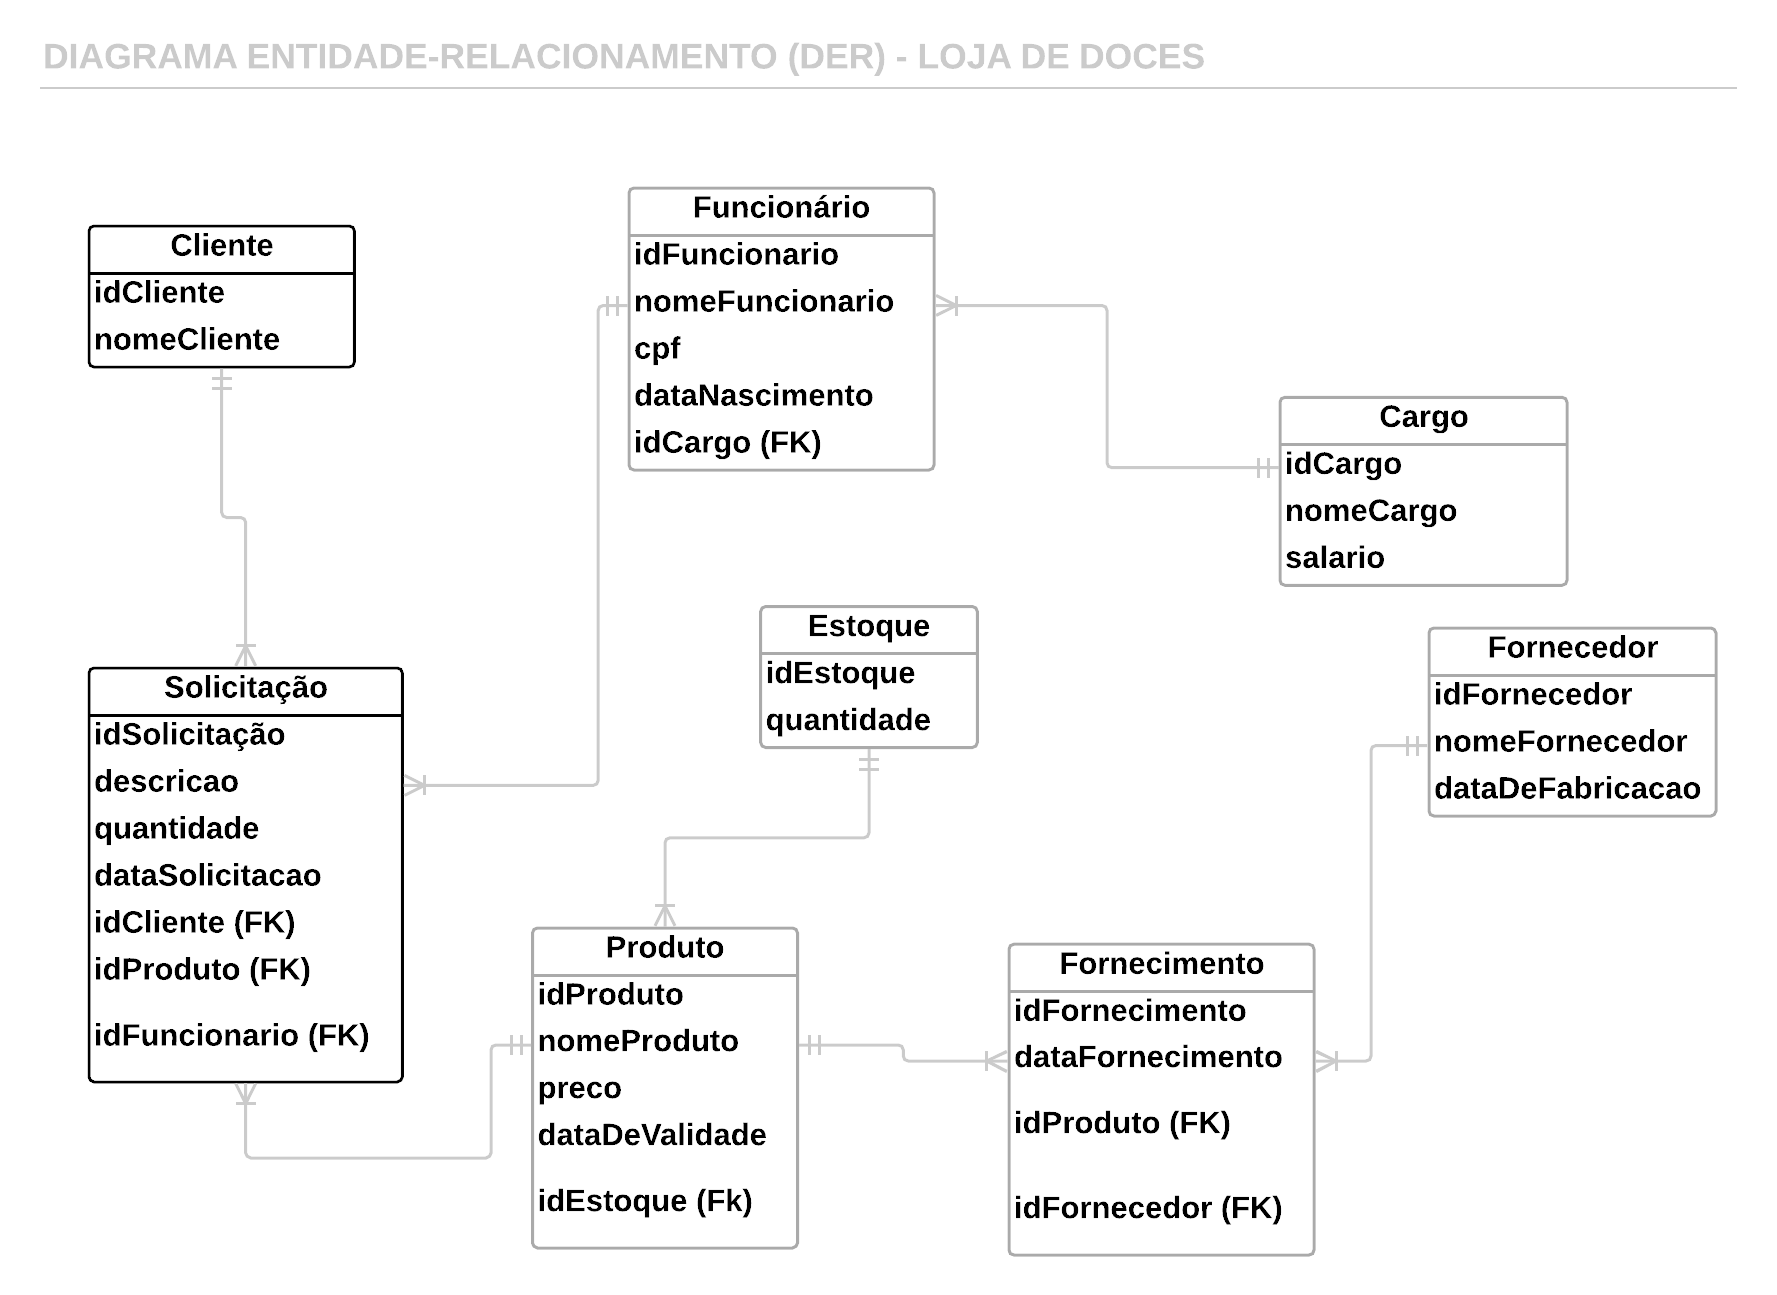 DIAGRAMA ENTIDADE-RELACIONAMENTO (DER) - LOJA DE DOCES
Cliente
idCliente
nomeCliente
Funcionário
idFuncionario
nomeFuncionario
cpf
dataNascimento
idCargo (FK)
Cargo
idCargo
nomeCargo
salario
Estoque
idEstoque
quantidade
Fornecedor
idFornecedor
nomeFornecedor
dataDeFabricacao
Solicitação
idSolicitação
descricao
quantidade
dataSolicitacao
idCliente (FK)
idProduto (FK)
idFuncionario (FK)
Produto
idProduto
nomeProduto
preco
dataDeValidade
idEstoque (Fk)
Fornecimento
idFornecimento
dataFornecimento
idProduto (FK)
idFornecedor (FK)